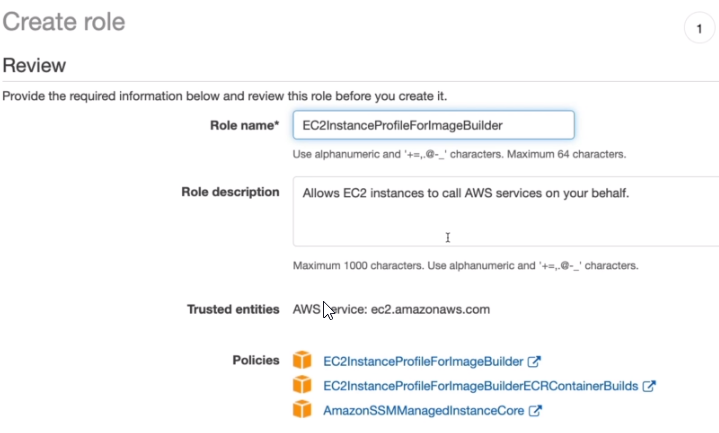 Create role
1
Review
Provide the required information below and review this role before you create it.
Role name* EC2InstanceProfileForImageBuilder
Use alphanumeric and '+=,.@-_' characters. Maximum 64 characters.
Role description Allows EC2 instances to call AWS services on your behalf.
Maximum 1000 characters. Use alphanumeric and '+=,.@-_' characters.
Trusted entities AWS service: ec2.amazonaws.com
Policies EC2InstanceProfileForImageBuilder
EC2InstanceProfileForImageBuilderECRContainerBuilds
AmazonSSMManagedInstanceCore